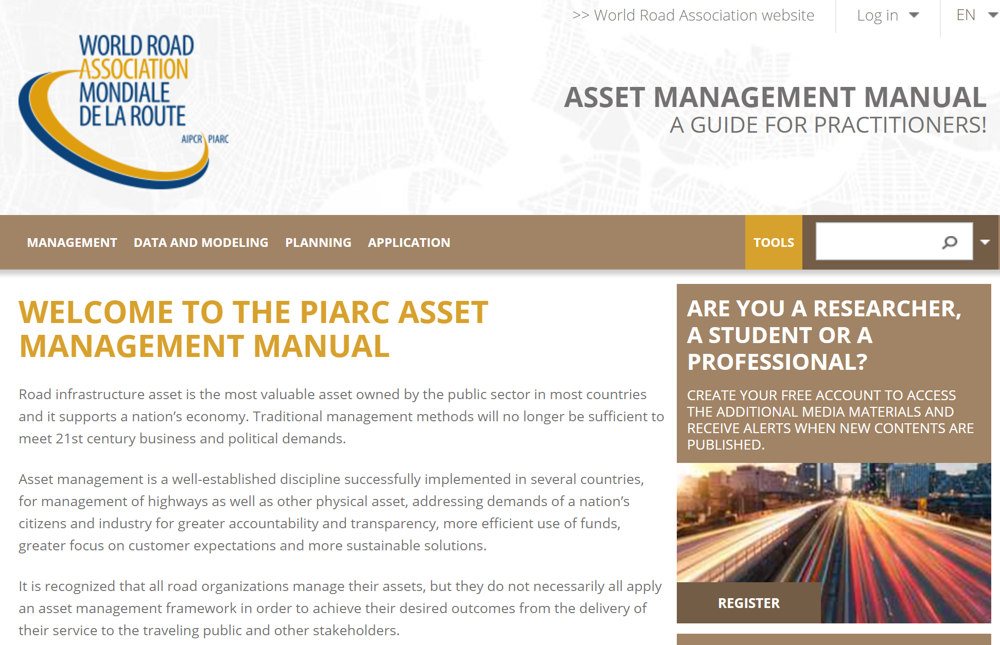 >> World Road Association website
Log in
EN
WORLD ROAD
ASSOCIATION
MONDIALE
DE LA ROUTE
AIPCR PIARC
ASSET MANAGEMENT MANUAL
A GUIDE FOR PRACTITIONERS!
MANAGEMENT
DATA AND MODELING
PLANNING
APPLICATION
TOOLS
WELCOME TO THE PIARC ASSET
MANAGEMENT MANUAL
Road infrastructure asset is the most valuable asset owned by the public sector in most countries
and it supports a nation’s economy. Traditional management methods will no longer be sufficient to
meet 21st century business and political demands.
Asset management is a well-established discipline successfully implemented in several countries,
for management of highways as well as other physical asset, addressing demands of a nation’s
citizens and industry for greater accountability and transparency, more efficient use of funds,
greater focus on customer expectations and more sustainable solutions.
It is recognized that all road organizations manage their assets, but they do not necessarily all apply
an asset management framework in order to achieve their desired outcomes from the delivery of
their service to the traveling public and other stakeholders.
ARE YOU A RESEARCHER,
A STUDENT OR A
PROFESSIONAL?
CREATE YOUR FREE ACCOUNT TO ACCESS
THE ADDITIONAL MEDIA MATERIALS AND
RECEIVE ALERTS WHEN NEW CONTENTS ARE
PUBLISHED.
REGISTER